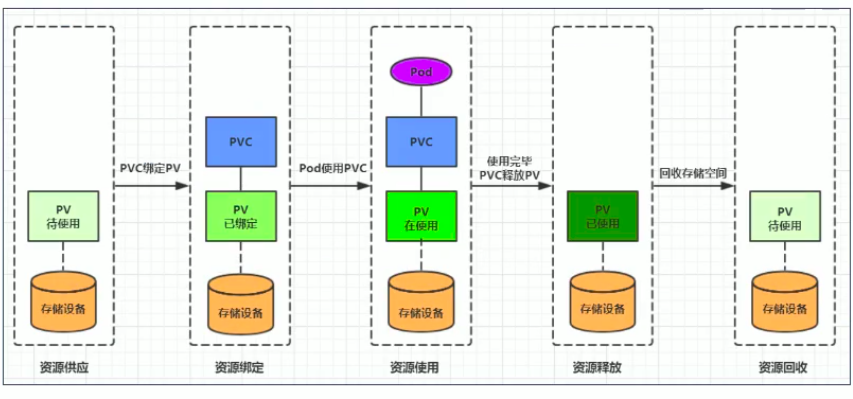 Pod
PVC
PVC
PVC绑定PV
Pod使用PVC
使用完毕
PVC释放PV
回收存储空间
PV
待使用
PV
已绑定
PV
在使用
PV
已使用
PV
待使用
存储设备
存储设备
存储设备
存储设备
存储设备
资源供应
资源绑定
资源使用
资源释放
资源回收